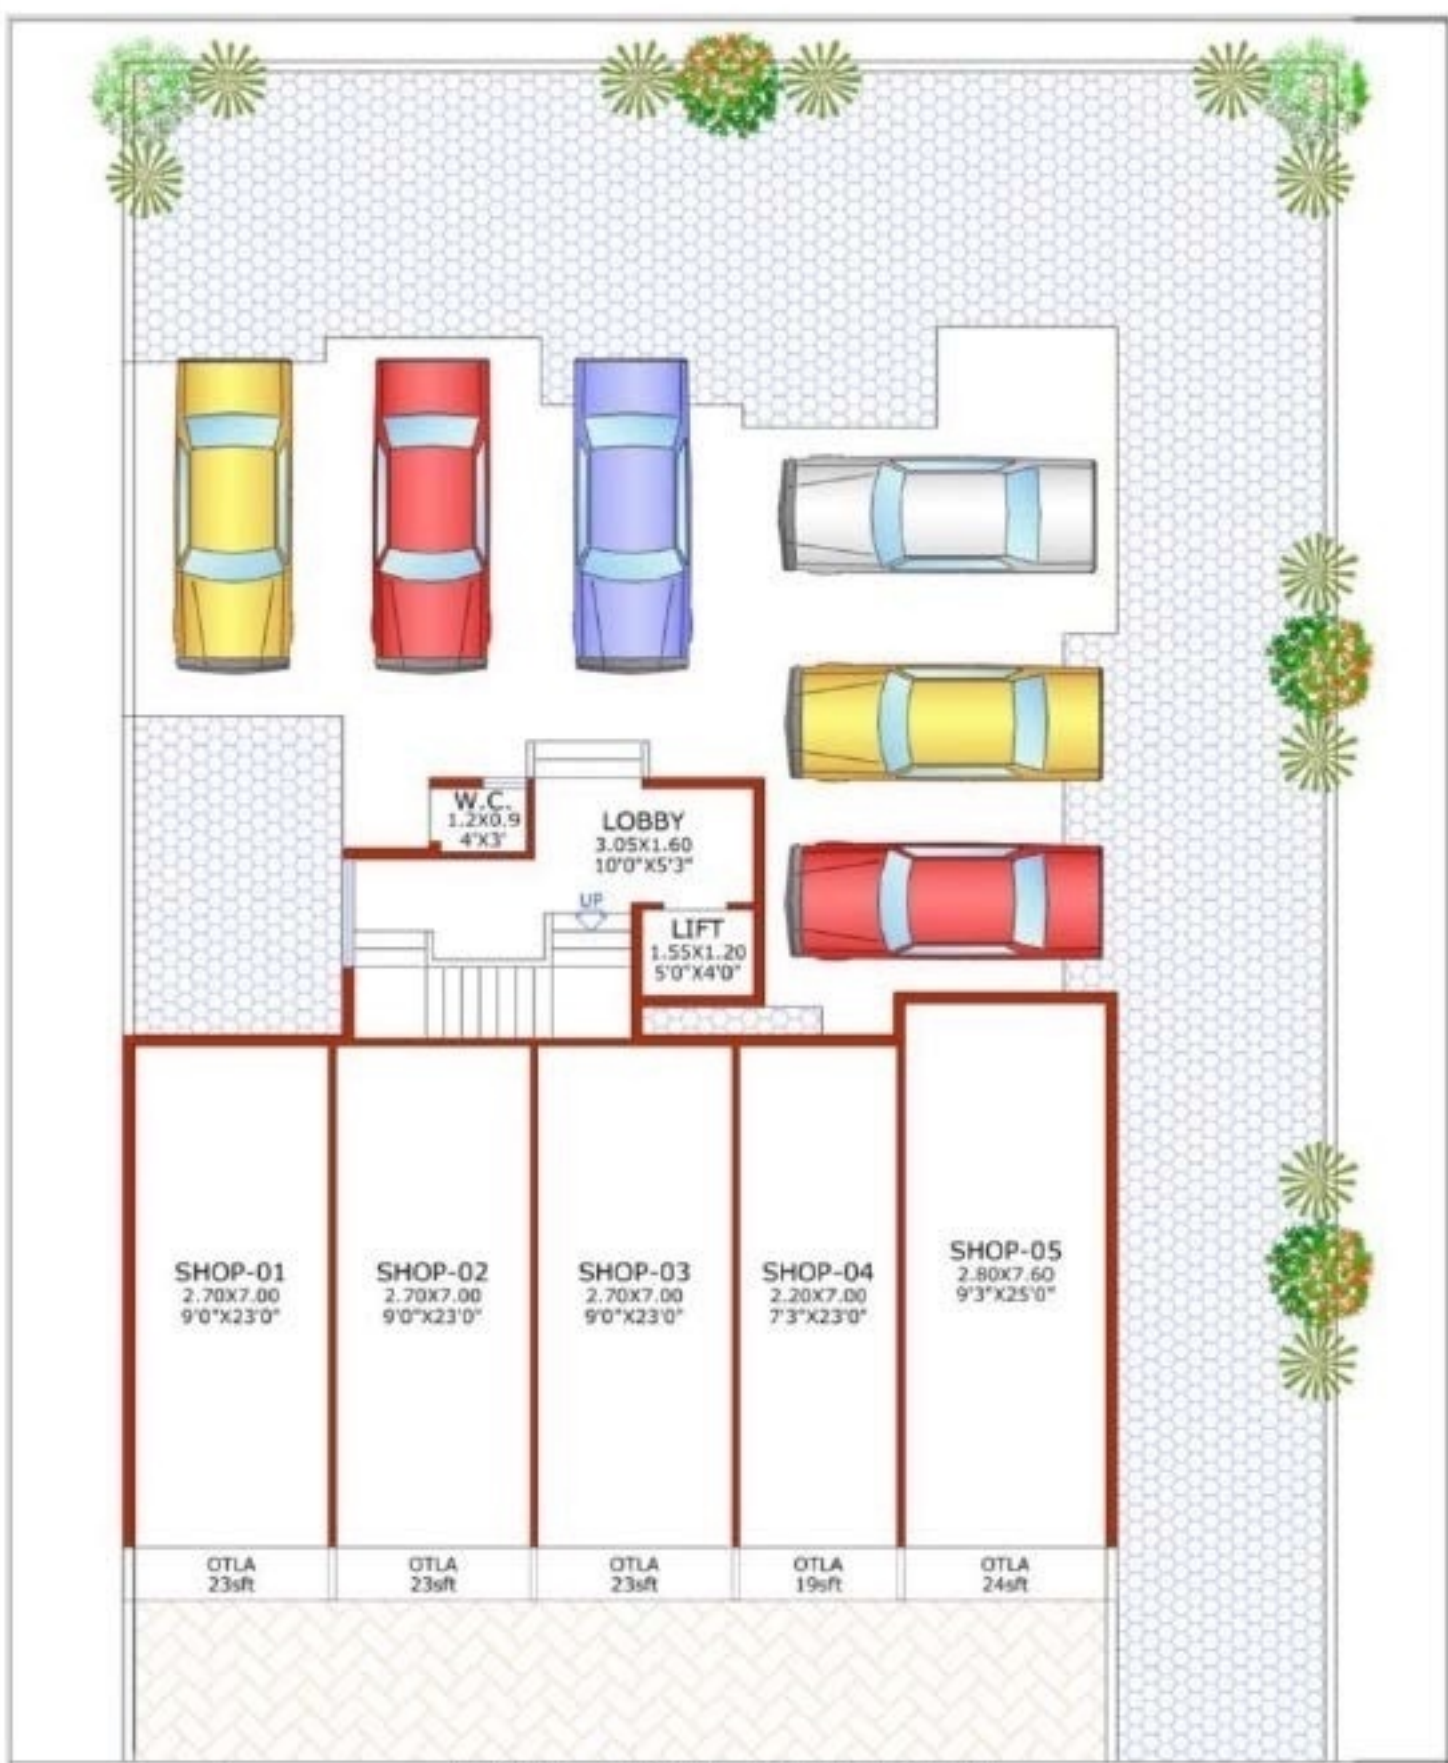 W.C.
1.2X0.9
4'X3'
LOBBY
3.05X1.60
10'0"X5'3"
UP
LIFT
1.55X1.20
5'0"X4'0"
SHOP-01
2.70X7.00
9'0"X23'0"
SHOP-02
2.70X7.00
9'0"X23'0"
SHOP-03
2.70X7.00
9'0"X23'0"
SHOP-04
2.20X7.00
7'3"X23'0"
SHOP-05
2.80X7.60
9'3"X25'0"
OTLA
23sft
OTLA
23sft
OTLA
23sft
OTLA
19sft
OTLA
24sft